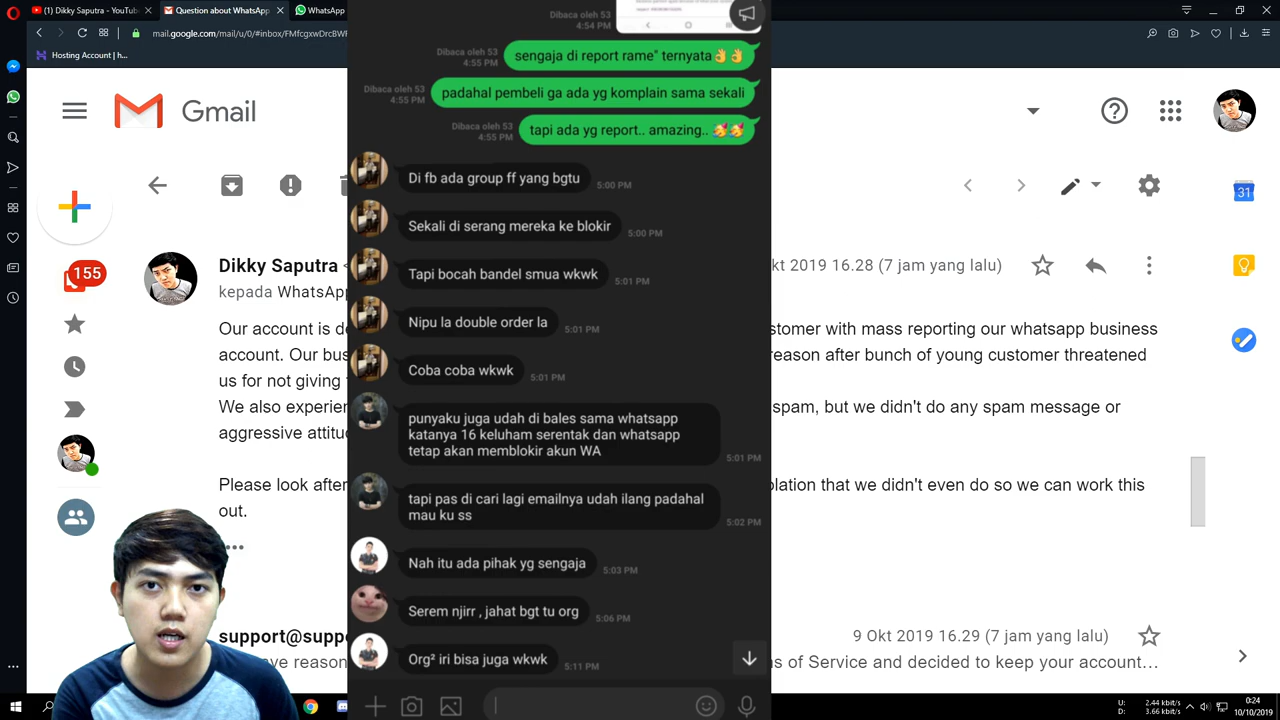 (1) Dikky Saputra - YouTu
Question about WhatsApp
WhatsApp
mail.google.com/mail/u/0/#inbox/FMfcgxwDrcBWF
Hosting Account | h...
Gmail
155
31
Dikky Saputra
kepada WhatsApp
kt 2019 16.28 (7 jam yang lalu)
Our account is de
stomer with mass reporting our whatsapp business
account. Our bus
reason after bunch of young customer threatened
us for not giving
We also experien
spam, but we didn't do any spam message or
aggressive attitud
Please look after
olation that we didn't even do so we can work this
out.
support@suppo
9 Okt 2019 16.29 (7 jam yang lalu)
ave reason
s of Service and decided to keep your account...
Dibaca oleh 53
4:54 PM
Dibaca oleh 53
4:55 PM
sengaja di report rame" ternyata👌👌
Dibaca oleh 53
4:55 PM
padahal pembeli ga ada yg komplain sama sekali
Dibaca oleh 53
4:55 PM
tapi ada yg report.. amazing.. 🥳🥳
Di fb ada group ff yang bgtu
5:00 PM
Sekali di serang mereka ke blokir
5:00 PM
Tapi bocah bandel smua wkwk
5:01 PM
Nipu la double order la
5:01 PM
Coba coba wkwk
5:01 PM
punyaku juga udah di bales sama whatsapp
katanya 16 keluham serentak dan whatsapp
tetap akan memblokir akun WA
5:01 PM
tapi pas di cari lagi emailnya udah ilang padahal
mau ku ss
5:02 PM
Nah itu ada pihak yg sengaja
5:03 PM
Serem njirr , jahat bgt tu org
5:06 PM
Org² iri bisa juga wkwk
5:11 PM
U: 2.44 kbit/s
D: 3.66 kbit/s
0:24
10/10/2019